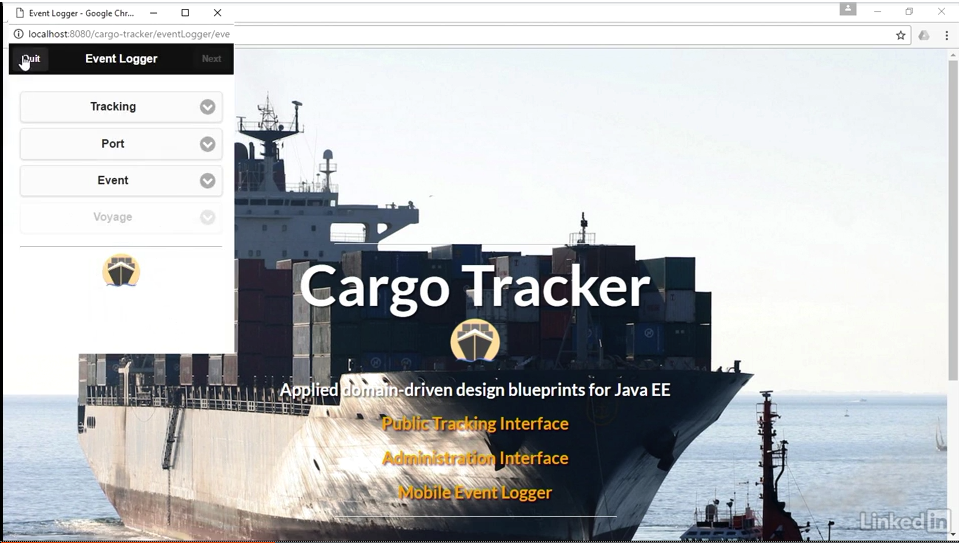 Event Logger - Google Chr...
localhost:8080/cargo-tracker/eventLogger/eve
Quit
Event Logger
Next
Tracking
Port
Event
Voyage
Cargo Tracker
Applied domain-driven design blueprints for Java EE
Public Tracking Interface
Administration Interface
Mobile Event Logger
Linked in